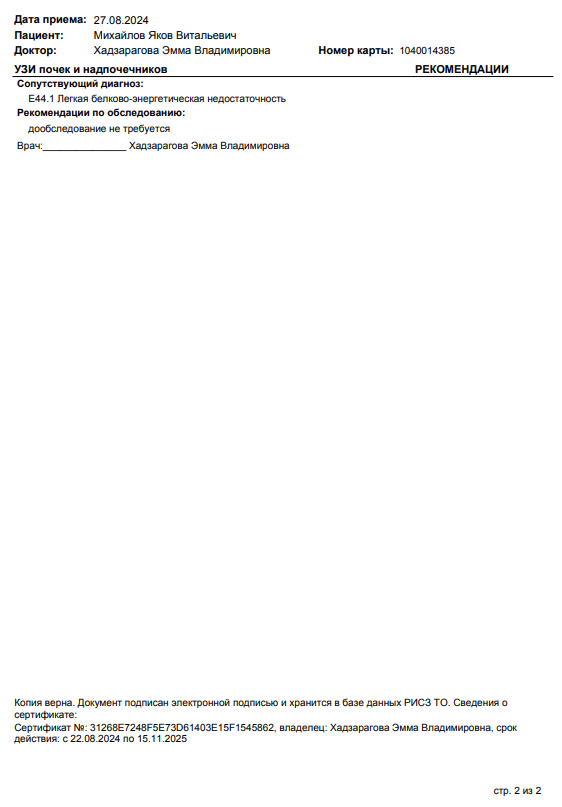 Дата приема: 27.08.2024
Пациент: Михайлов Яков Витальевич
Доктор: Хадзарагова Эмма Владимировна Номер карты: 1040014385
УЗИ почек и надпочечников РЕКОМЕНДАЦИИ
Сопутствующий диагноз:
E44.1 Легкая белково-энергетическая недостаточность
Рекомендации по обследованию:
дообследование не требуется
Врач:_______________ Хадзарагова Эмма Владимировна
Копия верна. Документ подписан электронной подписью и хранится в базе данных РИСЗ ТО. Сведения о
сертификате:
Сертификат №: 31268E7248F5E73D61403E15F1545862, владелец: Хадзарагова Эмма Владимировна, срок
действия: с 22.08.2024 по 15.11.2025
стр. 2 из 2